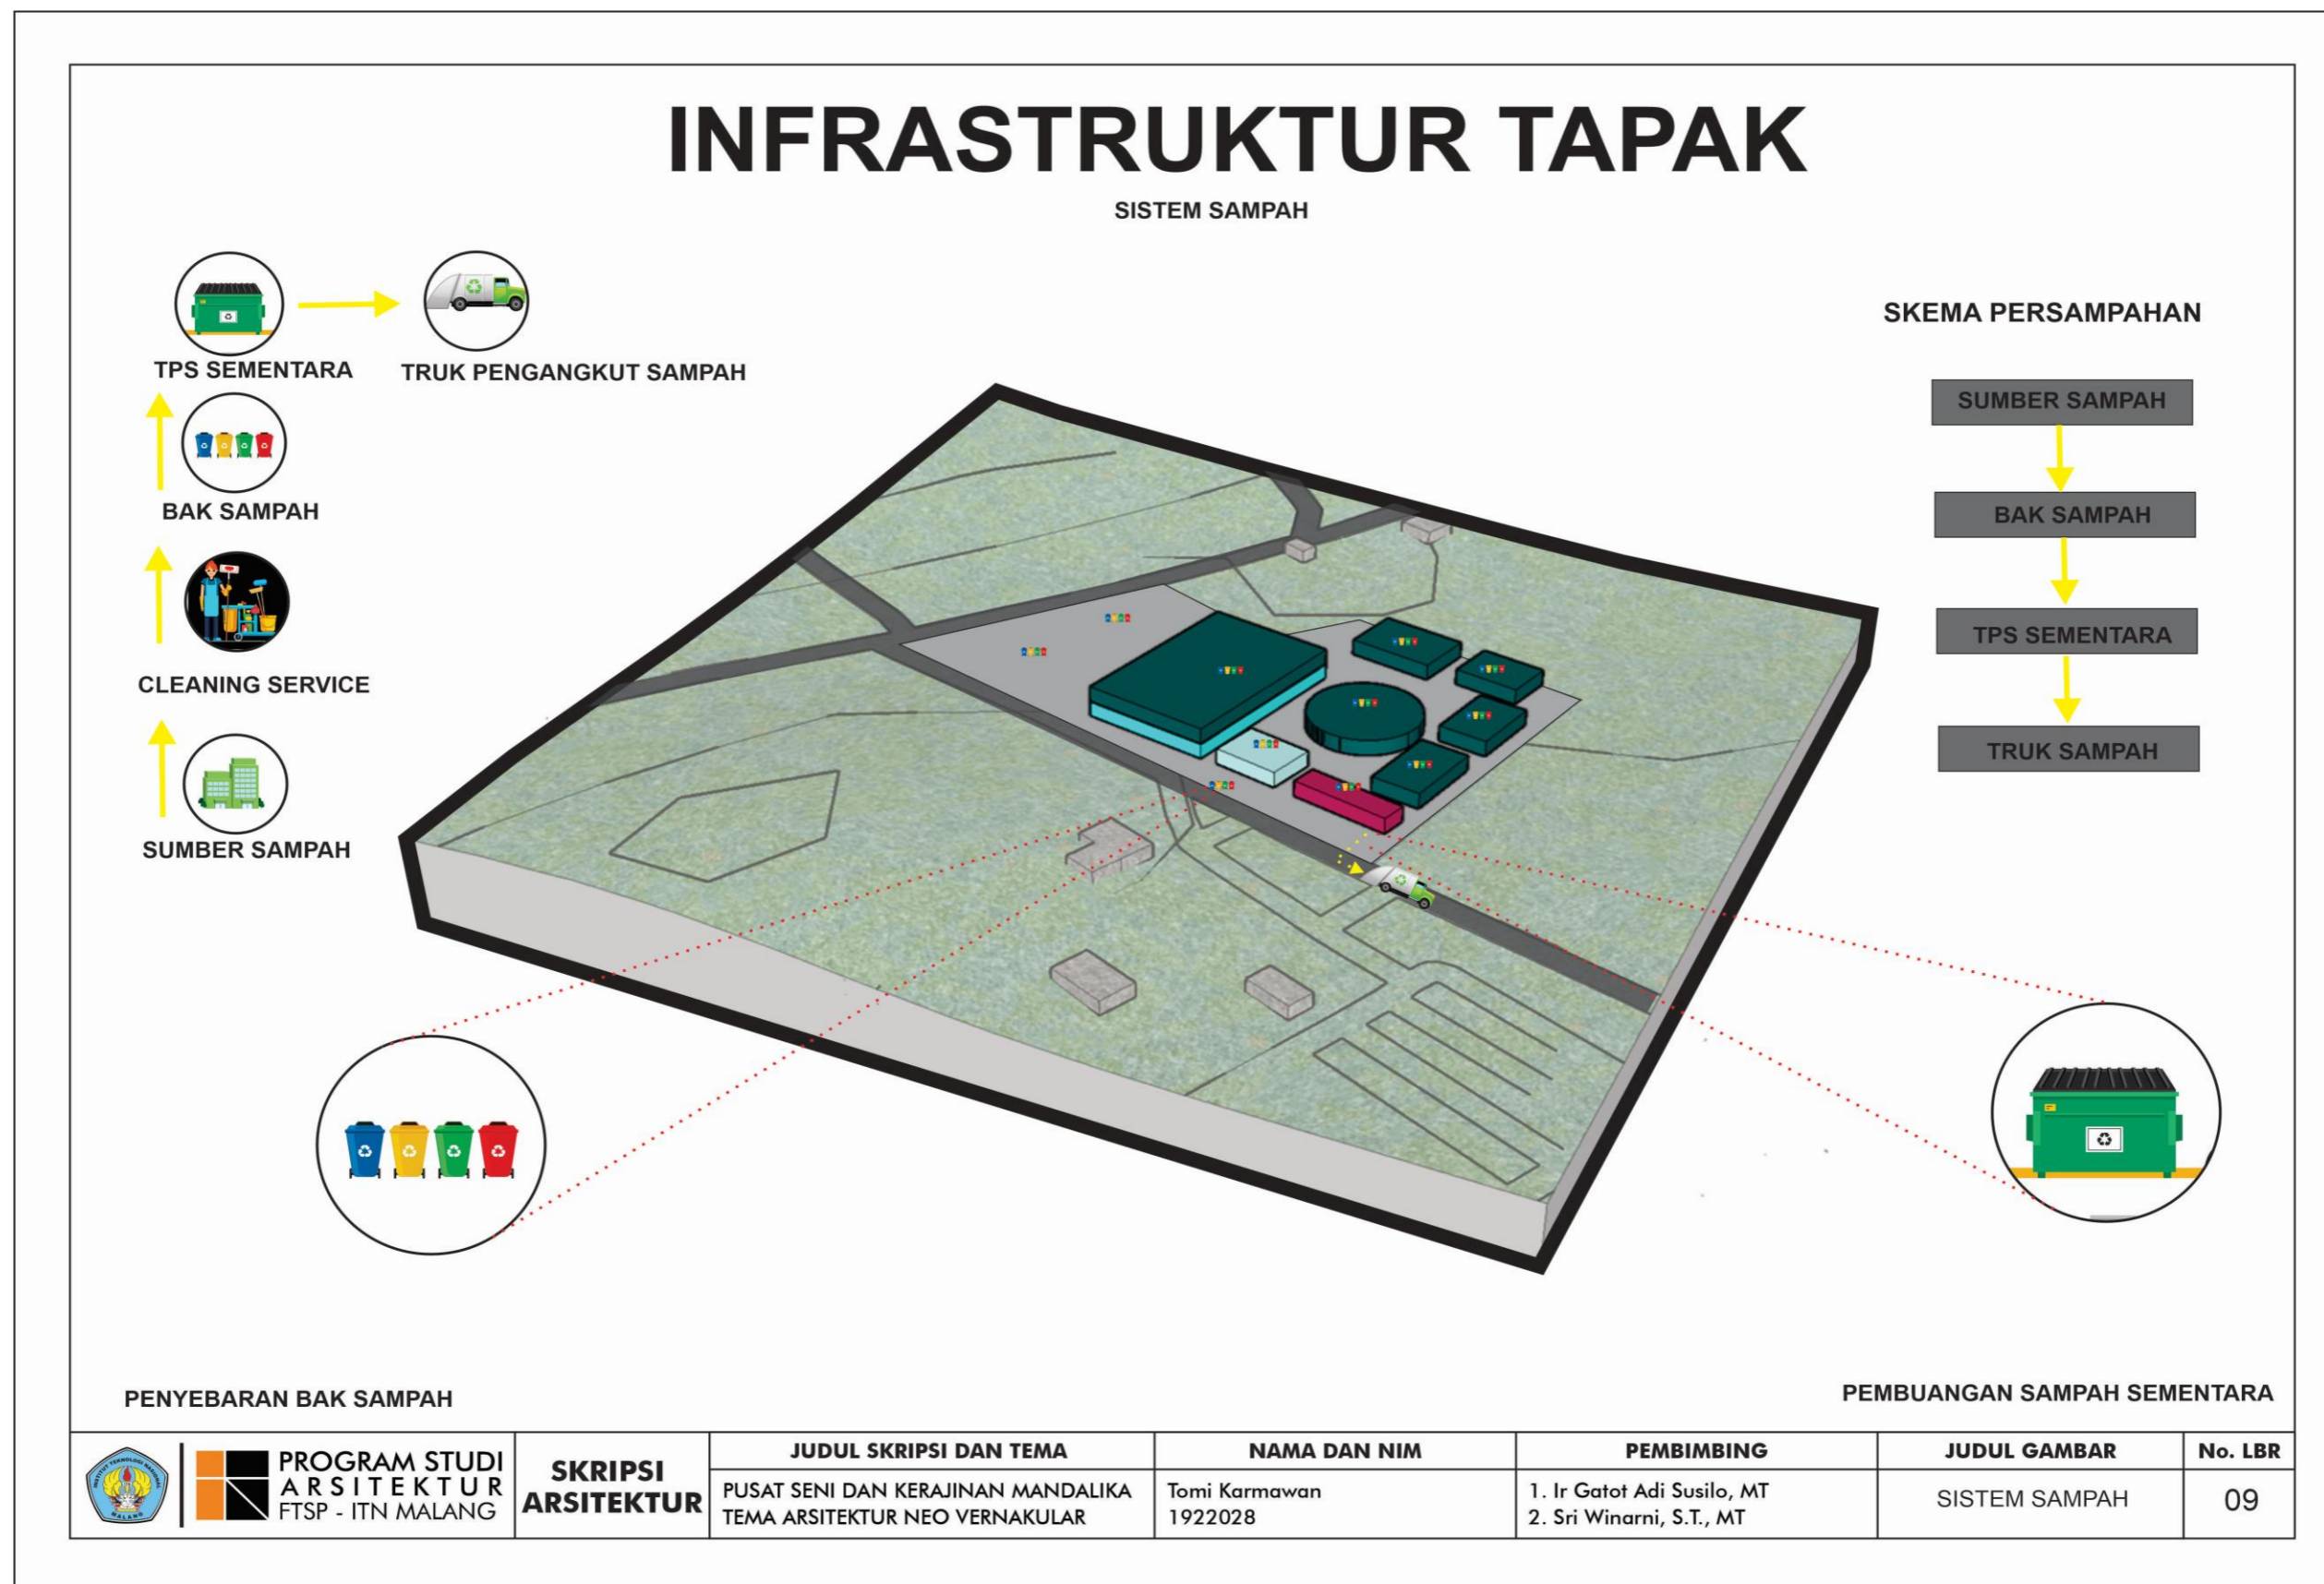 INFRASTRUKTUR TAPAK
SISTEM SAMPAH
TPS SEMENTARA
TRUK PENGANGKUT SAMPAH
BAK SAMPAH
CLEANING SERVICE
SUMBER SAMPAH
SKEMA PERSAMPAHAN
SUMBER SAMPAH
BAK SAMPAH
TPS SEMENTARA
TRUK SAMPAH
PENYEBARAN BAK SAMPAH
PEMBUANGAN SAMPAH SEMENTARA
INSTITUT TEKNOLOGI NASIONAL
MALANG
PROGRAM STUDI
ARSITEKTUR
FTSP - ITN MALANG
SKRIPSI
ARSITEKTUR
JUDUL SKRIPSI DAN TEMA
PUSAT SENI DAN KERAJINAN MANDALIKA
TEMA ARSITEKTUR NEO VERNAKULAR
NAMA DAN NIM
Tomi Karmawan
1922028
PEMBIMBING
1. Ir Gatot Adi Susilo, MT
2. Sri Winarni, S.T., MT
JUDUL GAMBAR
SISTEM SAMPAH
No. LBR
09